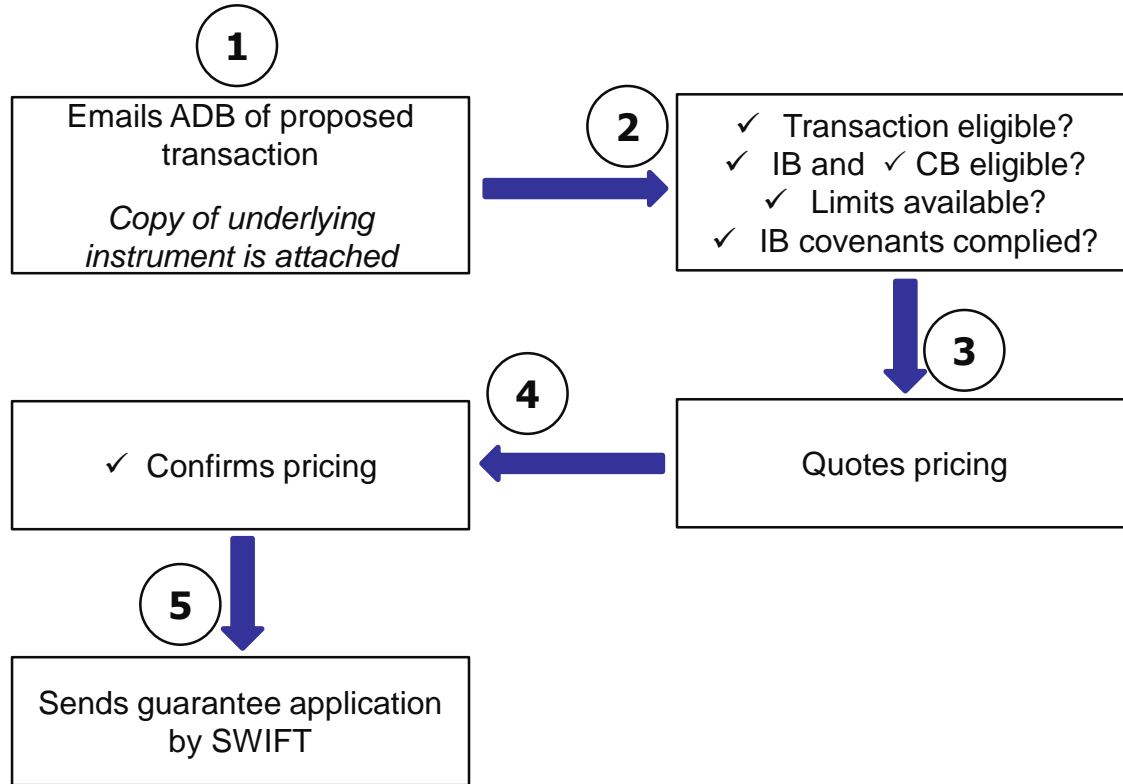 1
Emails ADB of proposed
transaction
Copy of underlying
instrument is attached
2
✓ Transaction eligible?
✓ IB and ✓ CB eligible?
✓ Limits available?
✓ IB covenants complied?
3
Quotes pricing
4
✓ Confirms pricing
5
Sends guarantee application
by SWIFT